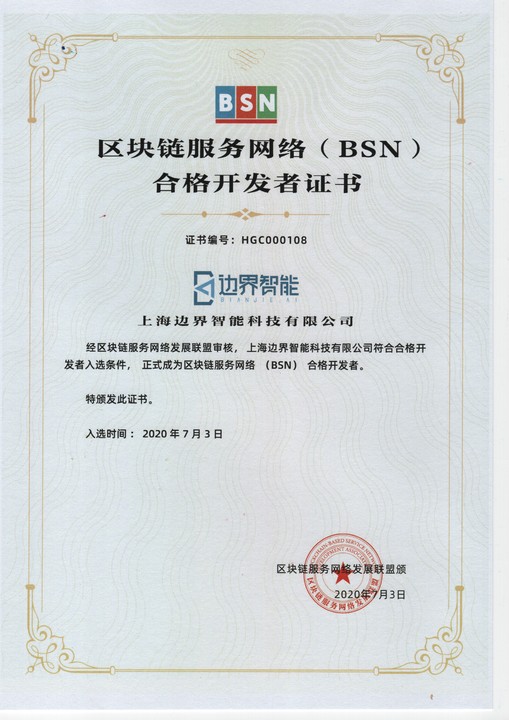 BSN
区块链服务网络（BSN）
合格开发者证书
证书编号：HGC000108
边界智能
BIANJIE.AI
上海边界智能科技有限公司
经区块链服务网络发展联盟审核，上海边界智能科技有限公司符合合格开
发者入选条件，正式成为区块链服务网络（BSN）合格开发者。
特颁发此证书。
入选时间：2020年7月3日
区块链服务网络发展联盟颁
2020年7月3日
区块链服务网络发展联盟